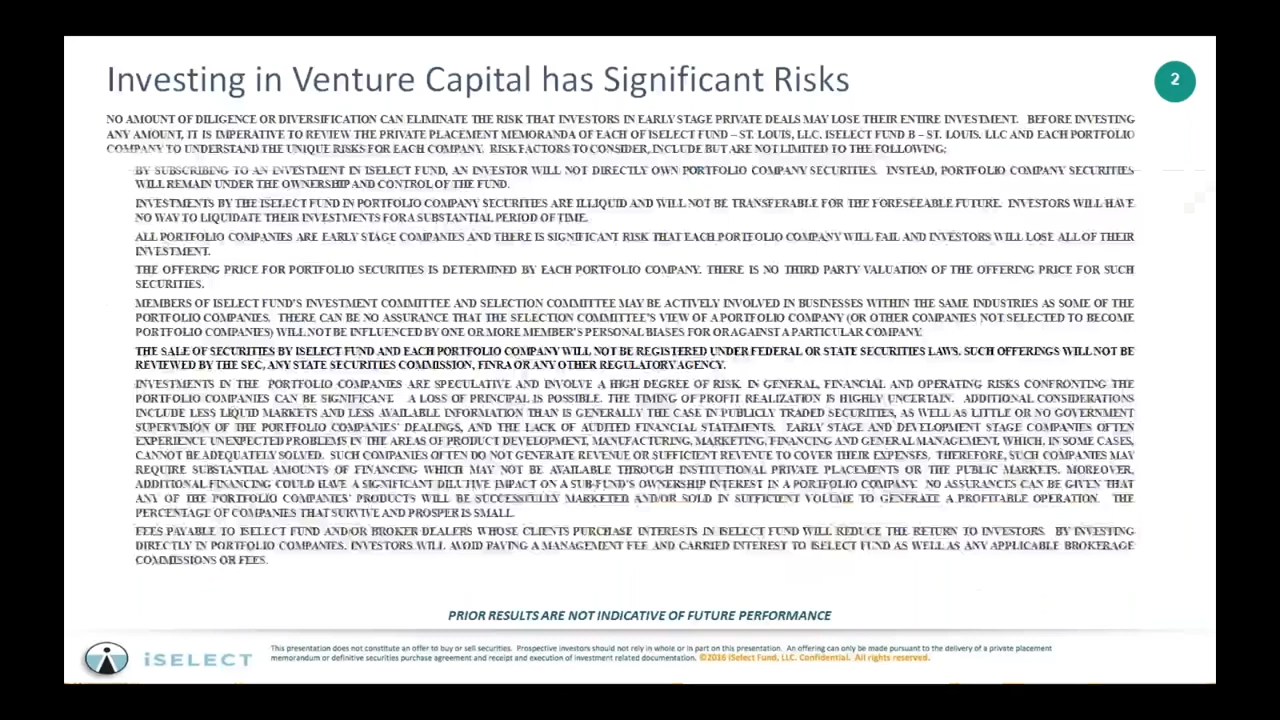 Investing in Venture Capital has Significant Risks
2
NO AMOUNT OF DILIGENCE OR DIVERSIFICATION CAN ELIMINATE THE RISK THAT INVESTORS IN EARLY STAGE PRIVATE DEALS MAY LOSE THEIR ENTIRE INVESTMENT. BEFORE INVESTING
ANY AMOUNT, IT IS IMPERATIVE TO REVIEW THE PRIVATE PLACEMENT MEMORANDA OF EACH OF ISELECT FUND – ST. LOUIS, LLC. ISELECT FUND B – ST. LOUIS. LLC AND EACH PORTFOLIO
COMPANY TO UNDERSTAND THE UNIQUE RISKS FOR EACH COMPANY. RISK FACTORS TO CONSIDER, INCLUDE BUT ARE NOT LIMITED TO THE FOLLOWING:
BY SUBSCRIBING TO AN INVESTMENT IN ISELECT FUND, AN INVESTOR WILL NOT DIRECTLY OWN PORTFOLIO COMPANY SECURITIES. INSTEAD, PORTFOLIO COMPANY SECURITIES
WILL REMAIN UNDER THE OWNERSHIP AND CONTROL OF THE FUND.
INVESTMENTS BY THE ISELECT FUND IN PORTFOLIO COMPANY SECURITIES ARE ILLIQUID AND WILL NOT BE TRANSFERABLE FOR THE FORESEEABLE FUTURE. INVESTORS WILL HAVE
NO WAY TO LIQUIDATE THEIR INVESTMENTS FOR A SUBSTANTIAL PERIOD OF TIME.
ALL PORTFOLIO COMPANIES ARE EARLY STAGE COMPANIES AND THERE IS SIGNIFICANT RISK THAT EACH PORTFOLIO COMPANY WILL FAIL AND INVESTORS WILL LOSE ALL OF THEIR
INVESTMENT.
THE OFFERING PRICE FOR PORTFOLIO SECURITIES IS DETERMINED BY EACH PORTFOLIO COMPANY. THERE IS NO THIRD PARTY VALUATION OF THE OFFERING PRICE FOR SUCH
SECURITIES.
MEMBERS OF ISELECT FUND'S INVESTMENT COMMITTEE AND SELECTION COMMITTEE MAY BE ACTIVELY INVOLVED IN BUSINESSES WITHIN THE SAME INDUSTRIES AS SOME OF THE
PORTFOLIO COMPANIES. THERE CAN BE NO ASSURANCE THAT THE SELECTION COMMITTEE'S VIEW OF A PORTFOLIO COMPANY (OR OTHER COMPANIES NOT SELECTED TO BECOME
PORTFOLIO COMPANIES) WILL NOT BE INFLUENCED BY ONE OR MORE MEMBER'S PERSONAL BIASES FOR OR AGAINST A PARTICULAR COMPANY.
THE SALE OF SECURITIES BY ISELECT FUND AND EACH PORTFOLIO COMPANY WILL NOT BE REGISTERED UNDER FEDERAL OR STATE SECURITIES LAWS. SUCH OFFERINGS WILL NOT BE
REVIEWED BY THE SEC, ANY STATE SECURITIES COMMISSION, FINRA OR ANY OTHER REGULATORY AGENCY.
INVESTMENTS IN THE PORTFOLIO COMPANIES ARE SPECULATIVE AND INVOLVE A HIGH DEGREE OF RISK. IN GENERAL, FINANCIAL AND OPERATING RISKS CONFRONTING THE
PORTFOLIO COMPANIES CAN BE SIGNIFICANT. A LOSS OF PRINCIPAL IS POSSIBLE. THE TIMING OF PROFIT REALIZATION IS HIGHLY UNCERTAIN. ADDITIONAL CONSIDERATIONS
INCLUDE LESS LIQUID MARKETS AND LESS AVAILABLE INFORMATION THAN IS GENERALLY THE CASE IN PUBLICLY TRADED SECURITIES, AS WELL AS LITTLE OR NO GOVERNMENT
SUPERVISION OF THE PORTFOLIO COMPANIES' DEALINGS, AND THE LACK OF AUDITED FINANCIAL STATEMENTS. EARLY STAGE AND DEVELOPMENT STAGE COMPANIES OFTEN
EXPERIENCE UNEXPECTED PROBLEMS IN THE AREAS OF PRODUCT DEVELOPMENT, MANUFACTURING, MARKETING, FINANCING AND GENERAL MANAGEMENT, WHICH, IN SOME CASES,
CANNOT BE ADEQUATELY SOLVED. SUCH COMPANIES OFTEN DO NOT GENERATE REVENUE OR SUFFICIENT REVENUE TO COVER THEIR EXPENSES. THEREFORE, SUCH COMPANIES MAY
REQUIRE SUBSTANTIAL AMOUNTS OF FINANCING WHICH MAY NOT BE AVAILABLE THROUGH INSTITUTIONAL PRIVATE PLACEMENTS OR THE PUBLIC MARKETS. MOREOVER,
ADDITIONAL FINANCING COULD HAVE A SIGNIFICANT DILUTIVE IMPACT ON A SUB-FUND'S OWNERSHIP INTEREST IN A PORTFOLIO COMPANY. NO ASSURANCES CAN BE GIVEN THAT
ANY OF THE PORTFOLIO COMPANIES' PRODUCTS WILL BE SUCCESSFULLY MARKETED AND/OR SOLD IN SUFFICIENT VOLUME TO GENERATE A PROFITABLE OPERATION. THE
PERCENTAGE OF COMPANIES THAT SURVIVE AND PROSPER IS SMALL.
FEES PAYABLE TO ISELECT FUND AND/OR BROKER DEALERS WHOSE CLIENTS PURCHASE INTERESTS IN ISELECT FUND WILL REDUCE THE RETURN TO INVESTORS. BY INVESTING
DIRECTLY IN PORTFOLIO COMPANIES. INVESTORS WILL AVOID PAYING A MANAGEMENT FEE AND CARRIED INTEREST TO ISELECT FUND AS WELL AS ANY APPLICABLE BROKERAGE
COMMISSIONS OR FEES.
PRIOR RESULTS ARE NOT INDICATIVE OF FUTURE PERFORMANCE
iSELECT
This presentation does not constitute an offer to buy or sell securities. Prospective investors should not rely in whole or in part on this presentation. An offering can only be made pursuant to the delivery of a private placement
memorandum or definitive securities purchase agreement and receipt and execution of investment related documentation. ©2016 iSelect Fund, LLC. Confidential. All rights reserved.